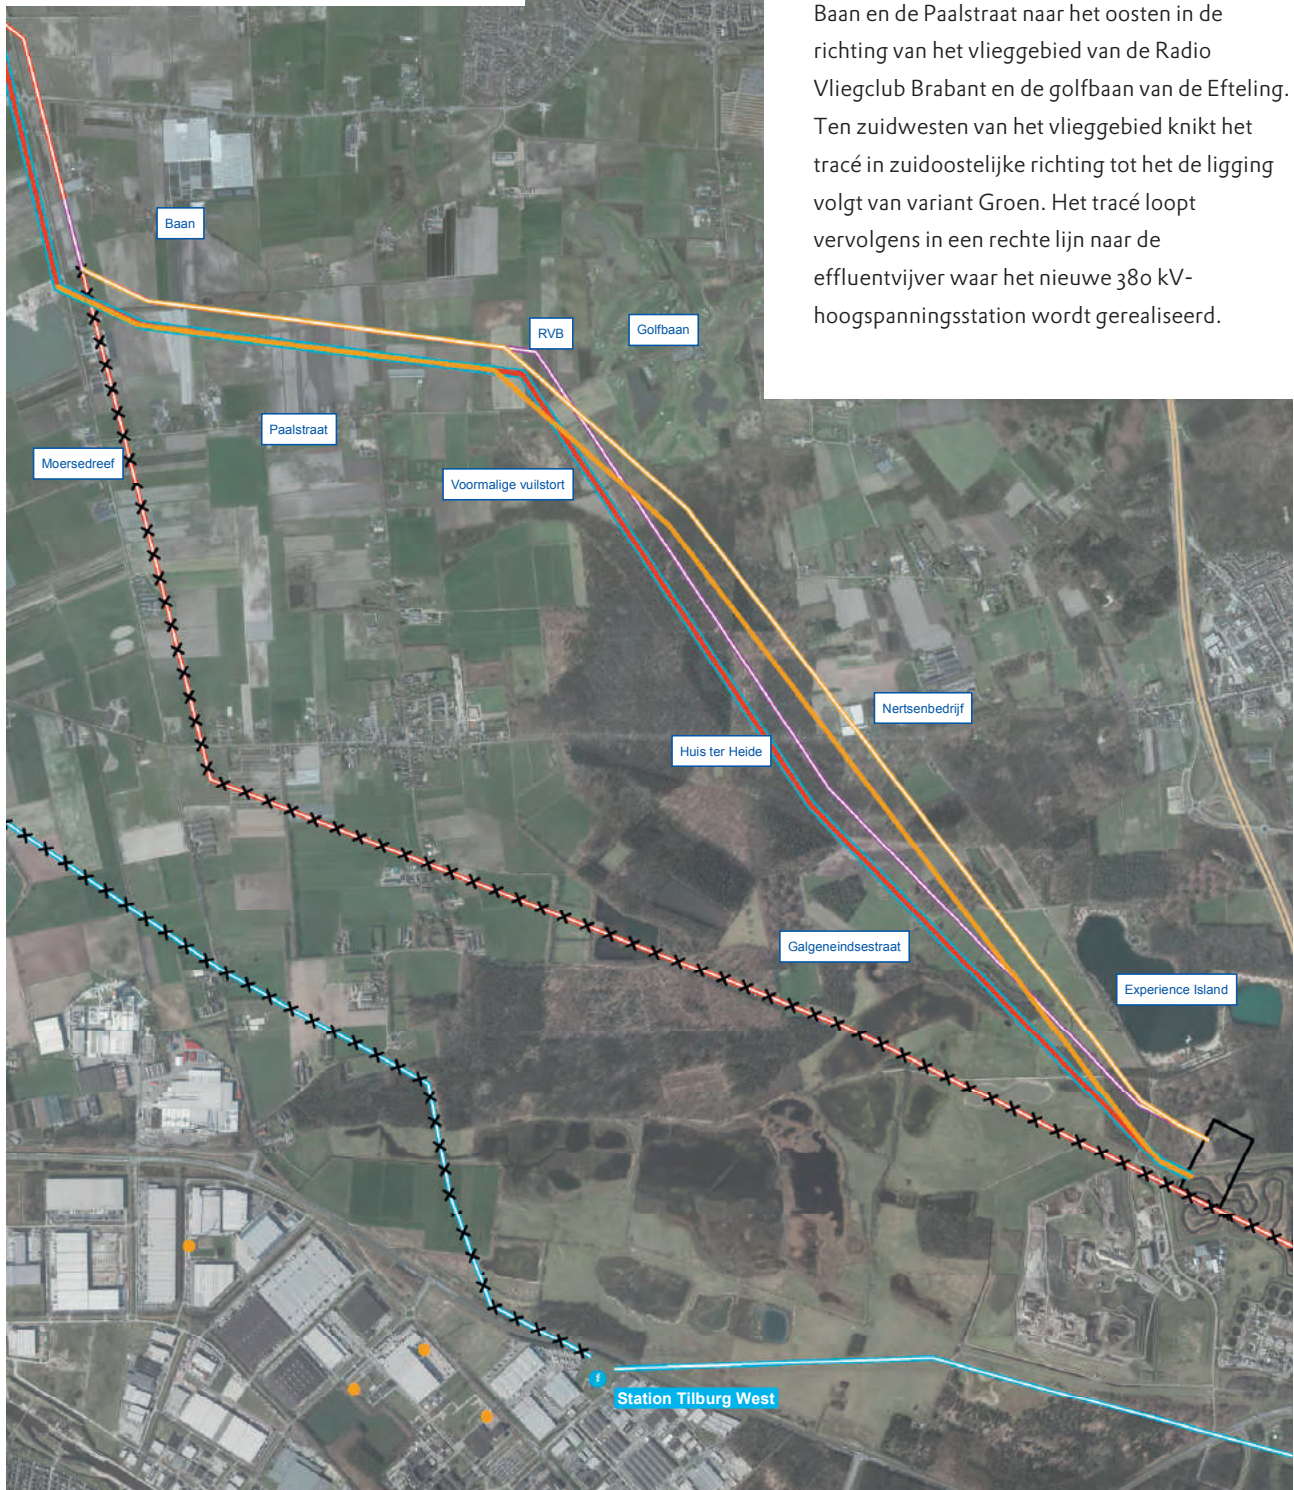 Baan en de Paalstraat naar het oosten in de
richting van het vlieggebied van de Radio
Vliegclub Brabant en de golfbaan van de Efteling.
Ten zuidwesten van het vlieggebied knikt het
tracé in zuidoostelijke richting tot het de ligging
volgt van variant Groen. Het tracé loopt
vervolgens in een rechte lijn naar de
effluentvijver waar het nieuwe 380 kV-
hoogspanningsstation wordt gerealiseerd.
Baan
RVB
Golfbaan
Paalstraat
Moersedreef
Voormalige vuilstort
Nertsenbedrijf
Huis ter Heide
Galgeneindsestraat
Experience Island
f
Station Tilburg West